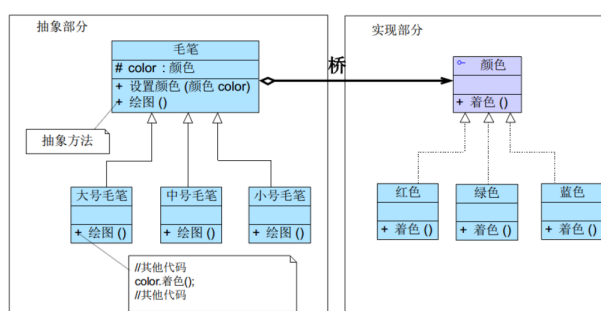 抽象部分
毛笔
# color : 颜色
+ 设置颜色 (颜色 color)
+ 绘图 ()
抽象方法
大号毛笔
+ 绘图 ()
中号毛笔
+ 绘图 ()
小号毛笔
+ 绘图 ()
//其他代码
color.着色();
//其他代码
桥
实现部分
颜色
+ 着色 ()
红色
+ 着色 ()
绿色
+ 着色 ()
蓝色
+ 着色 ()